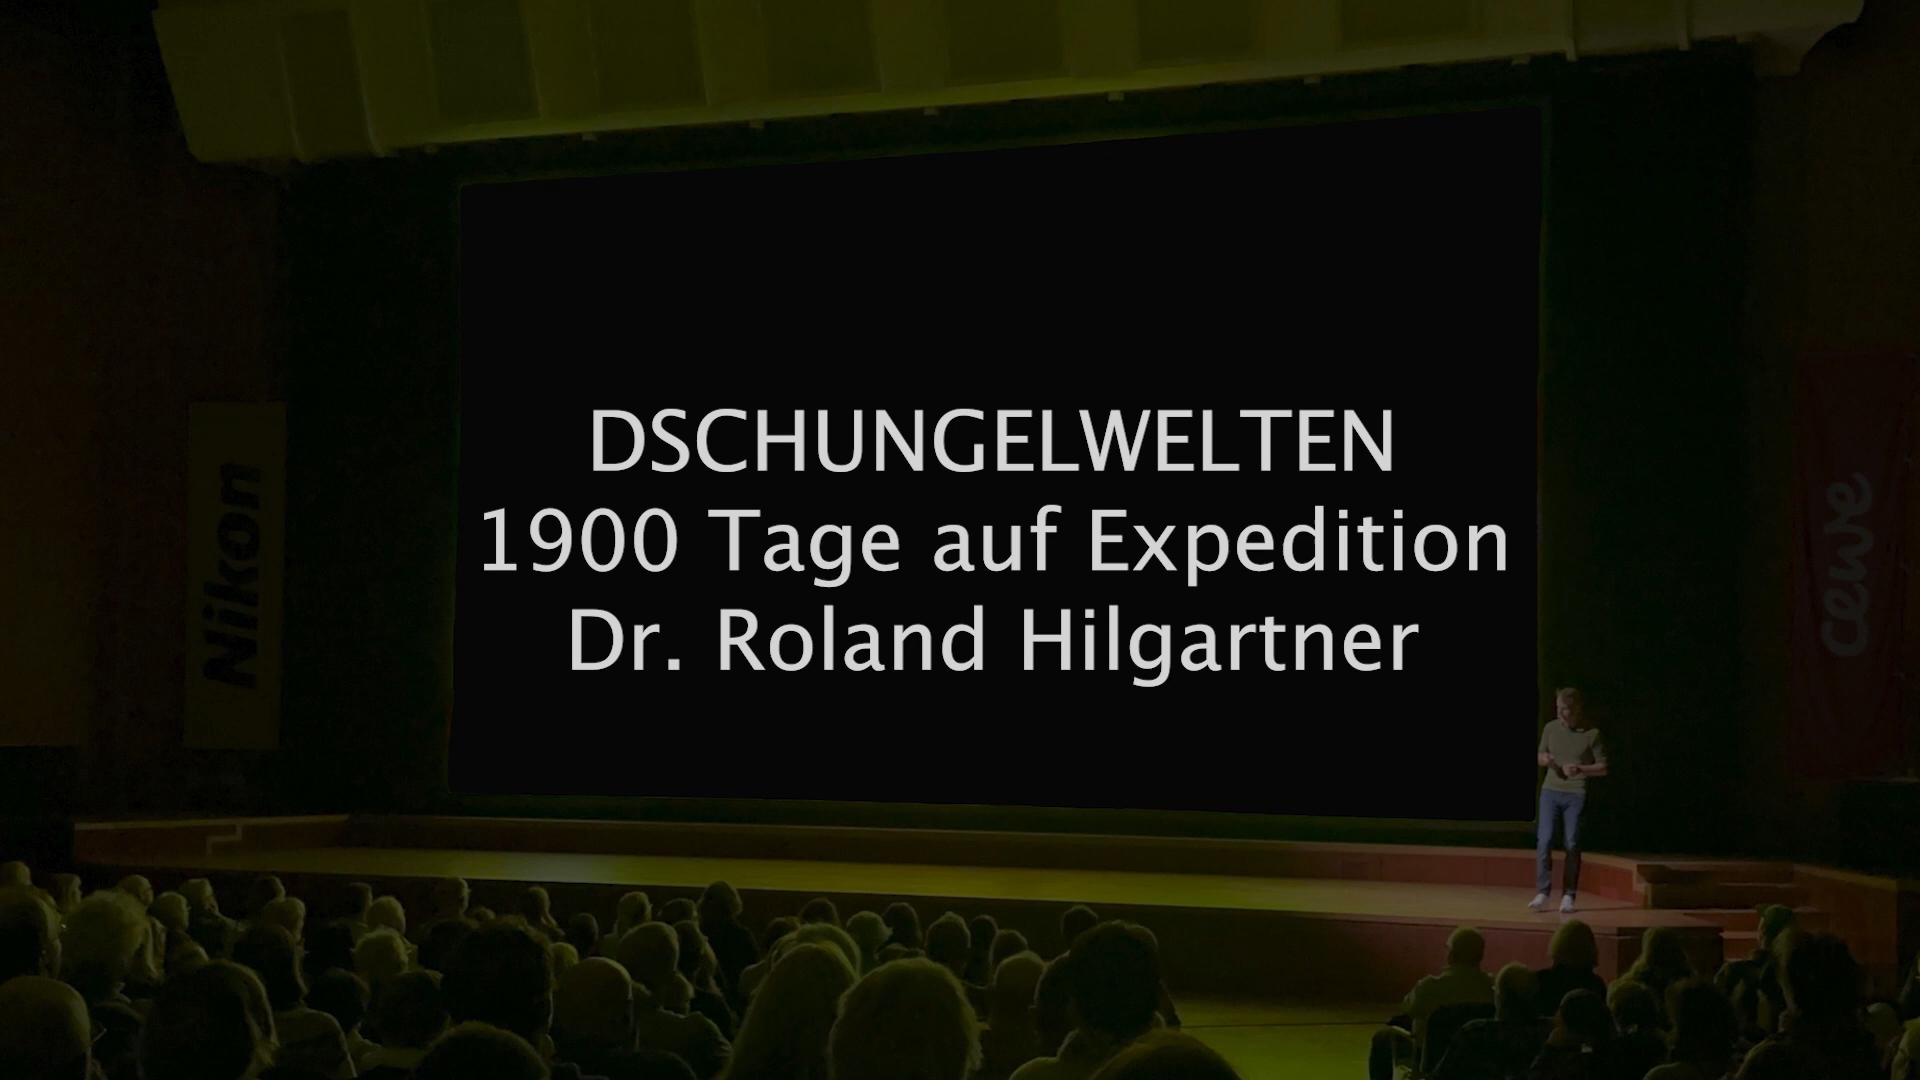 DSCHUNGELWELTEN
1900 Tage auf Expedition
Dr. Roland Hilgartner
Nikon
cewe